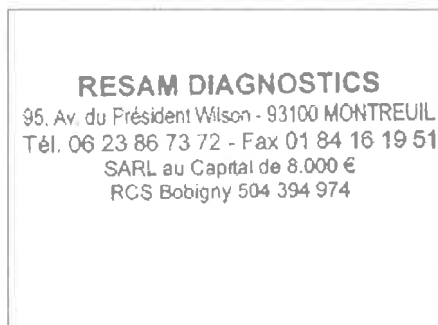 RESAM DIAGNOSTICS
95, Av. du Président Wilson - 93100 MONTREUIL
Tél. 06 23 86 73 72 - Fax 01 84 16 19 51
SARL au Capital de 8.000 €
RCS Bobigny 504 394 974